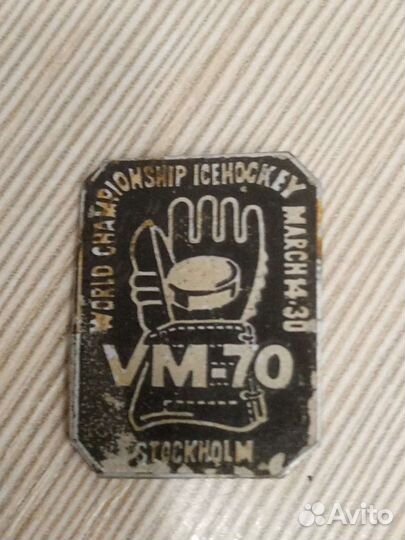 WORLD CHAMPIONSHIP ICEHOCKEY MARCH 14-30
VM-70
STOCKHOLM
Avito